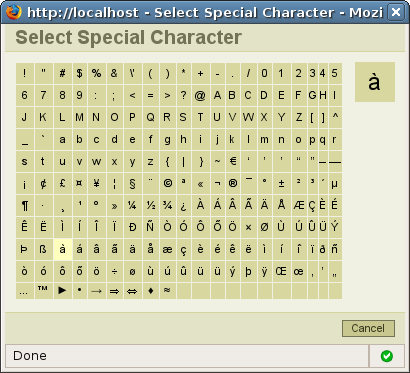 http://localhost - Select Special Character - Mozi
Select Special Character
! " # $ % & \ ( ) * + - . / 0 1 2 3 4 5
à
6 7 8 9 : ; < = > ? @ A B C D E F G H I
J K L M N O P Q R S T U V W X Y Z [ ] ^
_ ` a b c d e f g h i j k l m n o p q r
s t u v w x y z { | } ~ € ‘ ’ ‘ “ ” – —
¡ ¢ £ ¤ ¥ ¦ § ¨ © ª « ¬ ® ¯ ° ± ² ³ ´ µ
¶ · ¸ ¹ º » ¼ ½ ¾ ¿ À Á Â Ã Ä Å Æ Ç È É
Ê Ë Ì Í Î Ï Ð Ñ Ò Ó Ô Õ Ö × Ø Ù Ú Û Ü Ý
Þ ß à á â ã ä å æ ç è é ê ë ì í î ï ð ñ
ò ó ô õ ö ÷ ø ù ú û ü ü ý þ ÿ Œ œ ‚ ‛ „
... ™ ► • → ⇒ ⇔ ♦ ≈
Cancel
Done